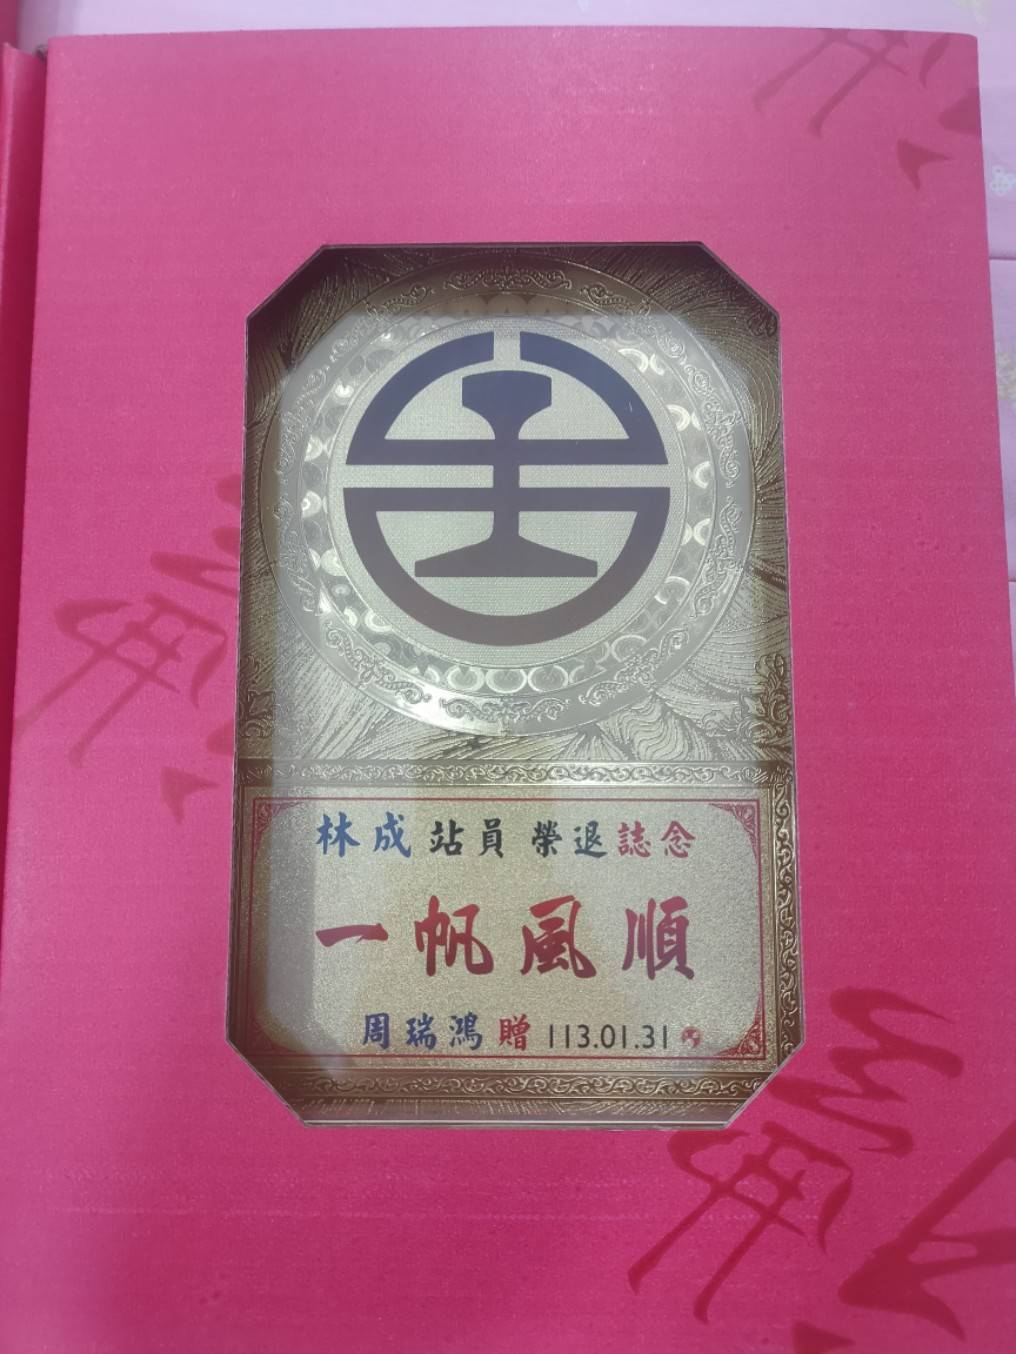 林成站員 榮退誌念
一帆風順
周瑞鴻 贈 113.01.31